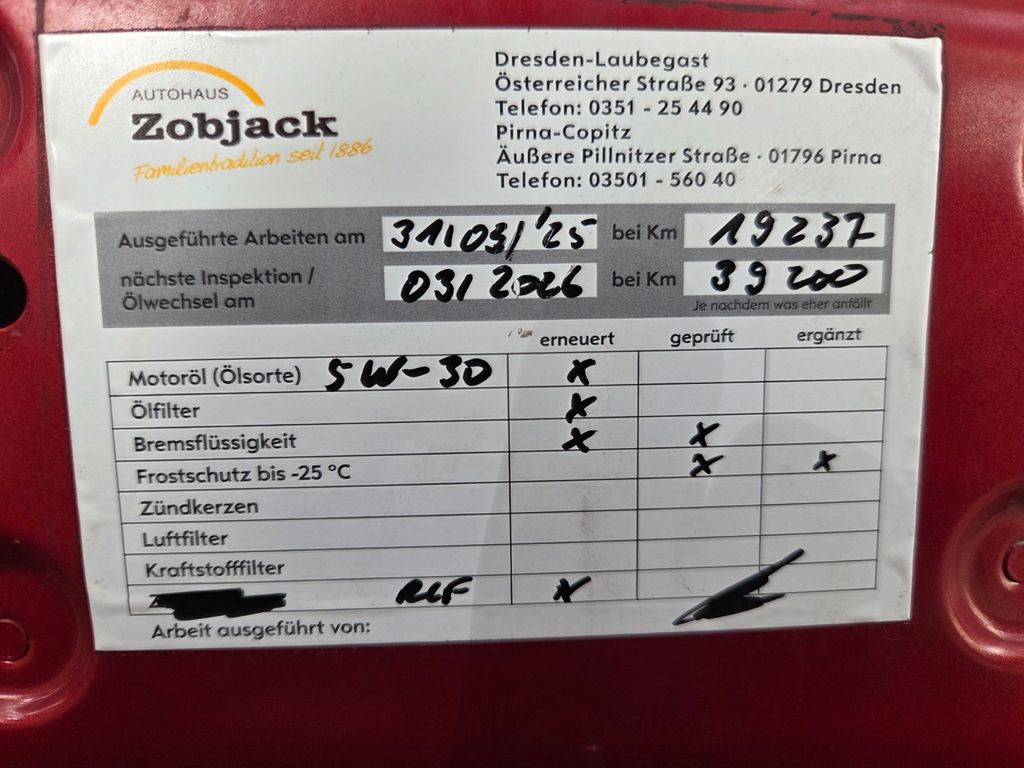 AUTOHAUS
Zobjack
Familientradition seit 1886
Dresden-Laubegast
Österreicher Straße 93 · 01279 Dresden
Telefon: 0351 - 25 44 90
Pirna-Copitz
Äußere Pillnitzer Straße · 01796 Pirna
Telefon: 03501 - 560 40
Ausgeführte Arbeiten am 31/03/'25 bei Km 19237
nächste Inspektion /
Ölwechsel am 03/2026 bei Km 39200
Je nachdem was eher anfällt
erneuert geprüft ergänzt
Motoröl (Ölsorte) 5W-30 x
Ölfilter x
Bremsflüssigkeit x x
Frostschutz bis -25 °C x x
Zündkerzen
Luftfilter
Kraftstofffilter
RLF x
Arbeit ausgeführt von: